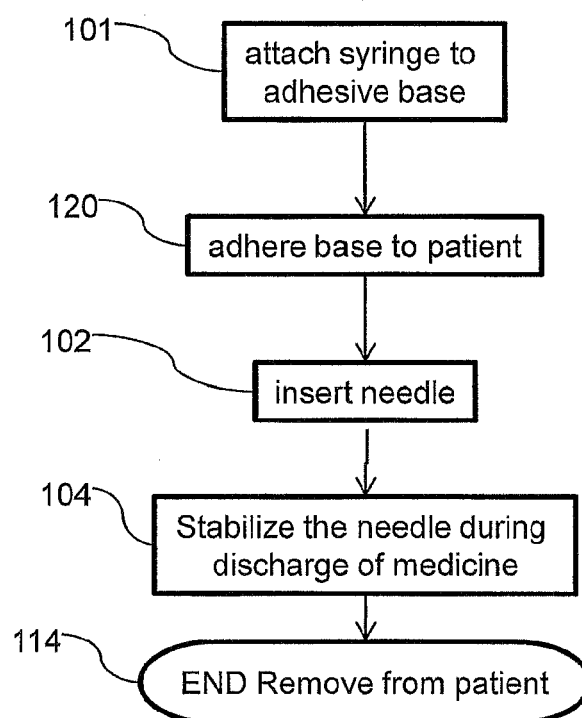 101
attach syringe to
adhesive base
120
adhere base to patient
102
insert needle
104
Stabilize the needle during
discharge of medicine
114
END Remove from patient